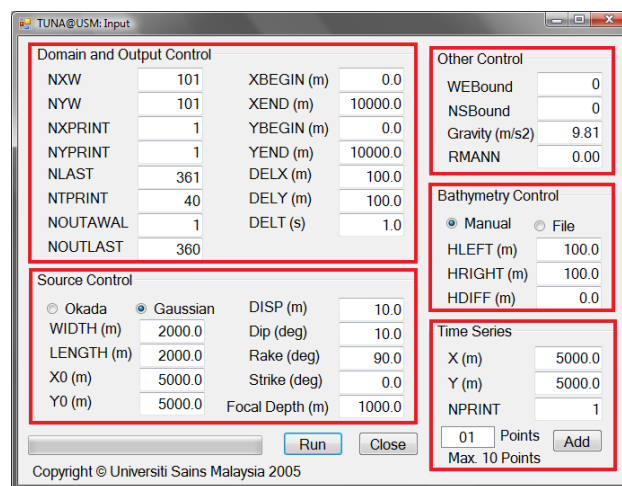 TUNA@USM: Input
Domain and Output Control
NXW 101 XBEGIN (m) 0.0
NYW 101 XEND (m) 10000.0
NXPRINT 1 YBEGIN (m) 0.0
NYPRINT 1 YEND (m) 10000.0
NLAST 361 DELX (m) 100.0
NTPRINT 40 DELY (m) 100.0
NOUTAWAL 1 DELT (s) 1.0
NOUTLAST 360
Other Control
WEBound 0
NSBound 0
Gravity (m/s2) 9.81
RMANN 0.00
Bathymetry Control
Manual File
HLEFT (m) 100.0
HRIGHT (m) 100.0
HDIFF (m) 0.0
Source Control
Okada Gaussian DISP (m) 10.0
WIDTH (m) 2000.0 Dip (deg) 10.0
LENGTH (m) 2000.0 Rake (deg) 90.0
X0 (m) 5000.0 Strike (deg) 0.0
Y0 (m) 5000.0 Focal Depth (m) 1000.0
Time Series
X (m) 5000.0
Y (m) 5000.0
NPRINT 1
01 Points Add
Max. 10 Points
Run Close
Copyright © Universiti Sains Malaysia 2005